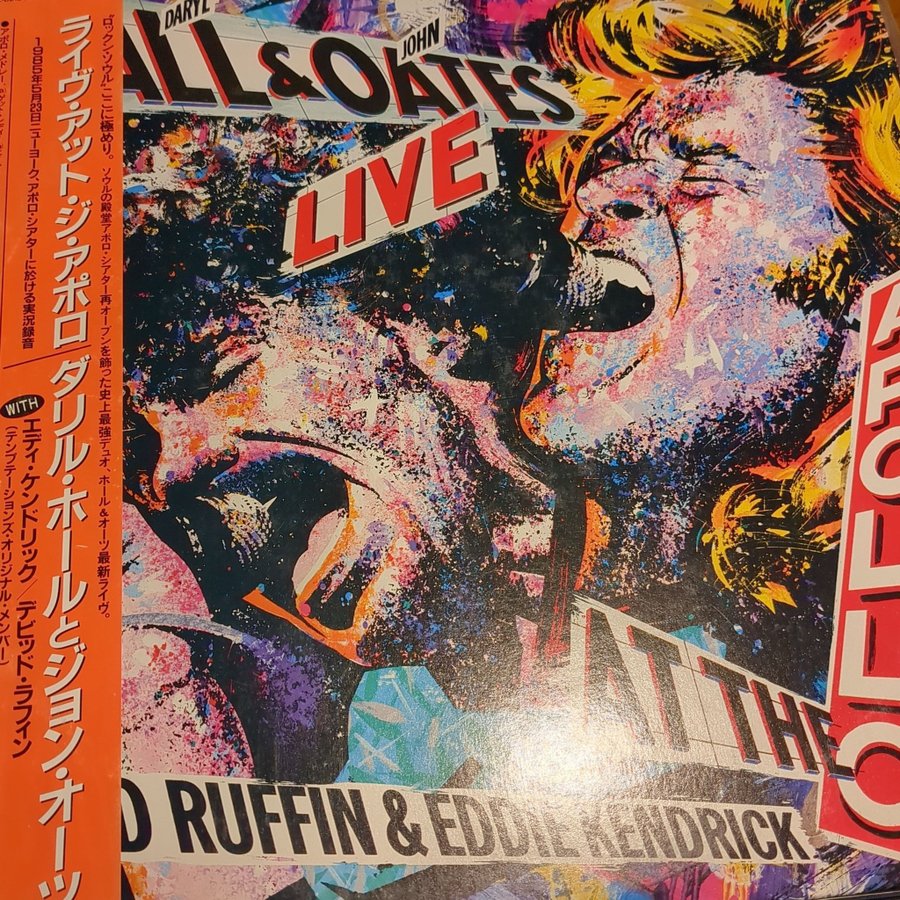 ライヴ・アット・ジ・アポロ／ダリル・ホールとジョン・オーツ
"ロックン・ソウル"ここに極めり。ソウルの殿堂アポロ・シアター再オープンを飾った史上最強デュオ、ホール&オーツ最新ライヴ。
1985年5月23日ニューヨーク、アポロ・シアターに於ける実況録音
WITH エディ・ケンドリック／デビッド・ラフィン
(テンプテーションズ・オリジナル・メンバー)
DARYL
JOHN
ALL & OATES
LIVE
AT THE
APOLLO
D RUFFIN & EDDIE KENDRICK